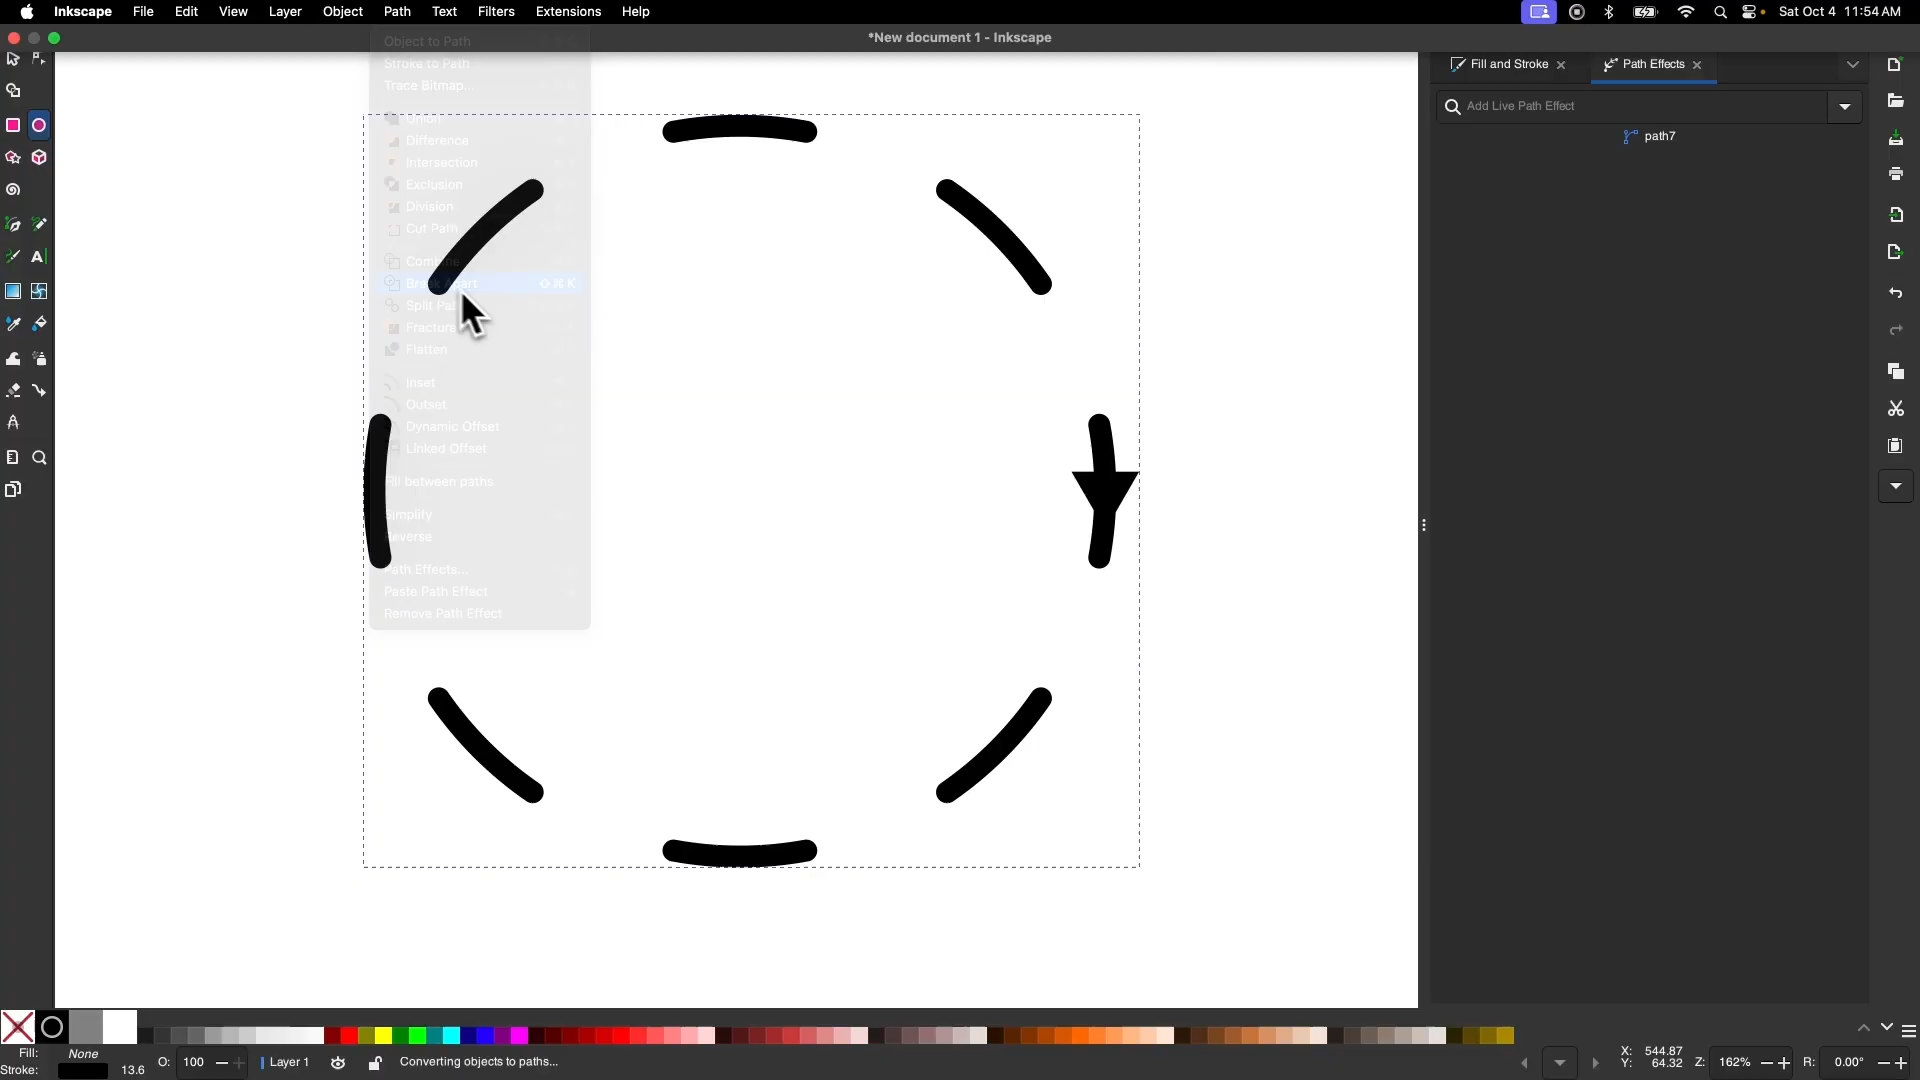 Inkscape File Edit View Layer Object Path Text Filters Extensions Help Sat Oct 4 11:54 AM
*New document 1 - Inkscape
Object to Path
Stroke to Path
Trace Bitmap...
Union
Difference
Intersection
Exclusion
Division
Cut Path
Combine
Break Apart ⇧⌘K
Split Path
Fracture
Flatten
Inset
Outset
Dynamic Offset
Linked Offset
Fill between paths
Simplify
Reverse
Path Effects...
Paste Path Effect
Remove Path Effect
Fill and Stroke Path Effects
Add Live Path Effect
path7
Fill: None
Stroke: 13.6
O: 100
Layer 1
Converting objects to paths...
X: 544.87
Y: 64.32
Z: 162%
R: 0.00°